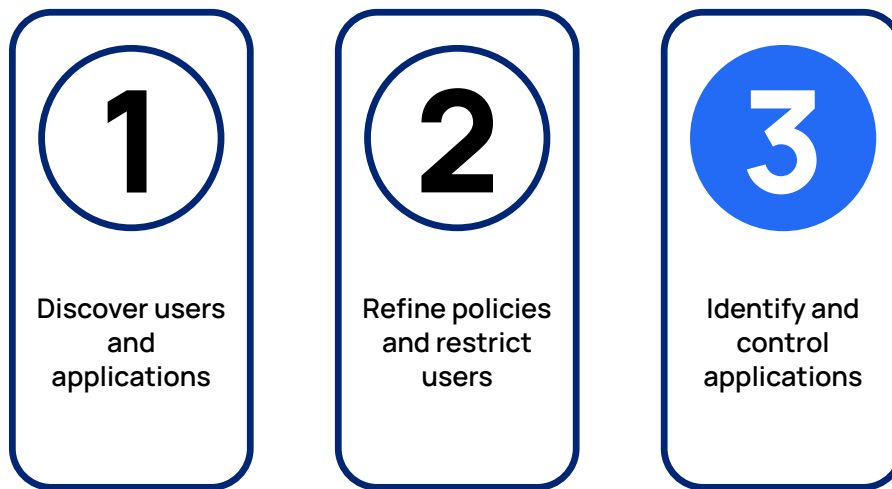 1
Discover users
and
applications
2
Refine policies
and restrict
users
3
Identify and
control
applications